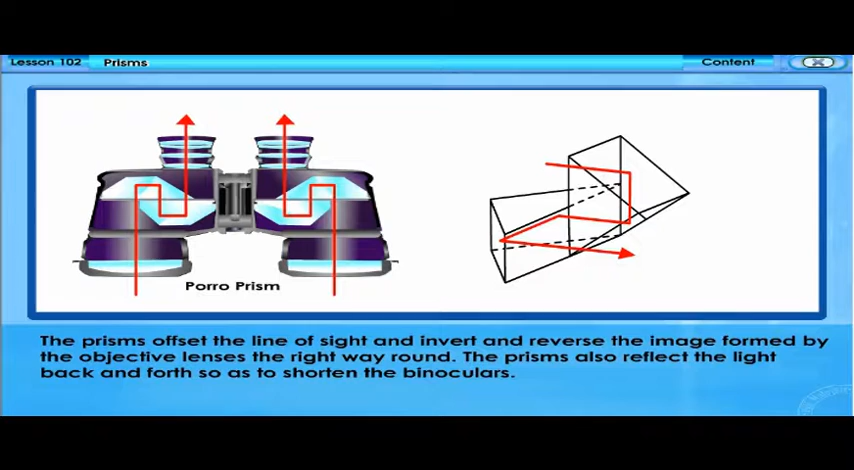 Lesson 102
Prisms
Content
Porro Prism
The prisms offset the line of sight and invert and reverse the image formed by
the objective lenses the right way round. The prisms also reflect the light
back and forth so as to shorten the binoculars.